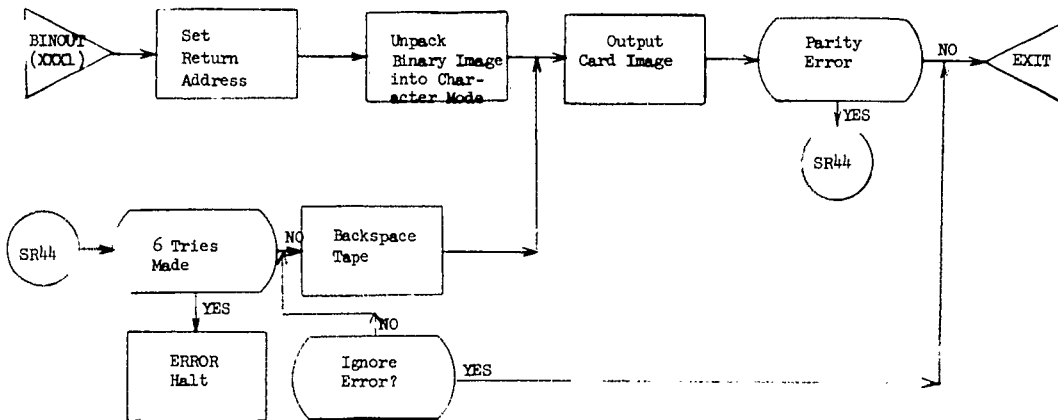 BINOUT
(XXX1)
Set
Return
Address
Unpack
Binary Image
into Char-
acter Mode
Output
Card Image
Parity
Error
NO
EXIT
YES
SR44
SR44
6 Tries
Made
NO
Backspace
Tape
YES
ERROR
Halt
NO
Ignore
Error?
YES